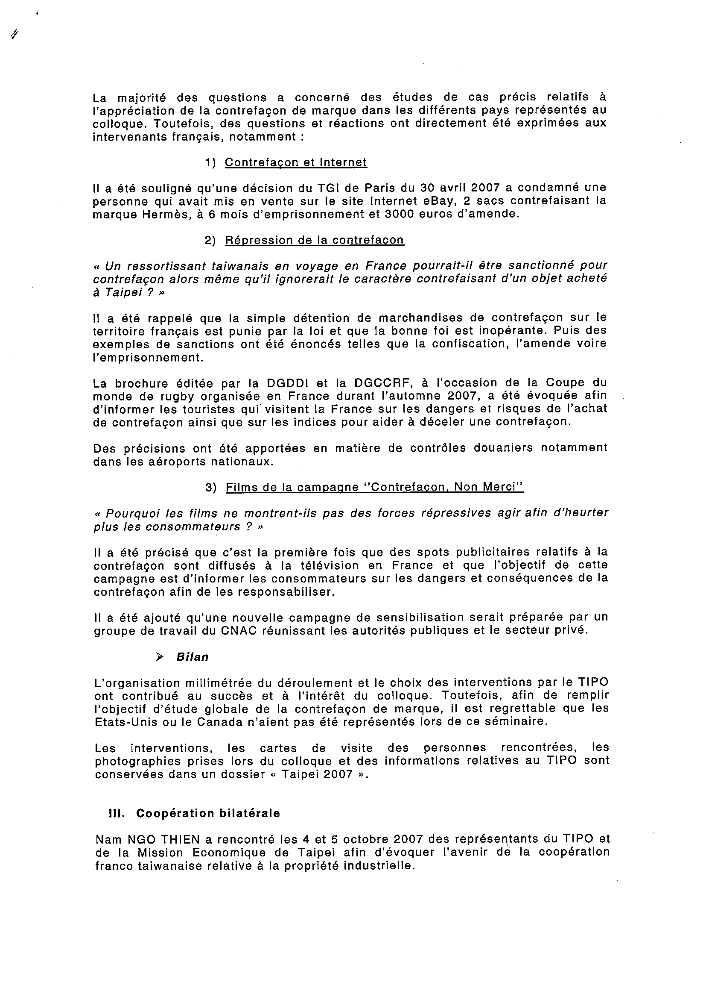 La majorité des questions a concerné des études de cas précis relatifs à
l'appréciation de la contrefaçon de marque dans les différents pays représentés au
colloque. Toutefois, des questions et réactions ont directement été exprimées aux
intervenants français, notamment :
1) Contrefaçon et Internet
Il a été souligné qu'une décision du TGI de Paris du 30 avril 2007 a condamné une
personne qui avait mis en vente sur le site Internet eBay, 2 sacs contrefaisant la
marque Hermès, à 6 mois d'emprisonnement et 3000 euros d'amende.
2) Répression de la contrefaçon
« Un ressortissant taiwanais en voyage en France pourrait-il être sanctionné pour
contrefaçon alors même qu'il ignorerait le caractère contrefaisant d'un objet acheté
à Taipei ? »
Il a été rappelé que la simple détention de marchandises de contrefaçon sur le
territoire français est punie par la loi et que la bonne foi est inopérante. Puis des
exemples de sanctions ont été énoncés telles que la confiscation, l'amende voire
l'emprisonnement.
La brochure éditée par la DGDDI et la DGCCRF, à l'occasion de la Coupe du
monde de rugby organisée en France durant l'automne 2007, a été évoquée afin
d'informer les touristes qui visitent la France sur les dangers et risques de l'achat
de contrefaçon ainsi que sur les indices pour aider à déceler une contrefaçon.
Des précisions ont été apportées en matière de contrôles douaniers notamment
dans les aéroports nationaux.
3) Films de la campagne "Contrefaçon, Non Merci"
« Pourquoi les films ne montrent-ils pas des forces répressives agir afin d'heurter
plus les consommateurs ? »
Il a été précisé que c'est la première fois que des spots publicitaires relatifs à la
contrefaçon sont diffusés à la télévision en France et que l'objectif de cette
campagne est d'informer les consommateurs sur les dangers et conséquences de la
contrefaçon afin de les responsabiliser.
Il a été ajouté qu'une nouvelle campagne de sensibilisation serait préparée par un
groupe de travail du CNAC réunissant les autorités publiques et le secteur privé.
➢ Bilan
L'organisation millimétrée du déroulement et le choix des interventions par le TIPO
ont contribué au succès et à l'intérêt du colloque. Toutefois, afin de remplir
l'objectif d'étude globale de la contrefaçon de marque, il est regrettable que les
Etats-Unis ou le Canada n'aient pas été représentés lors de ce séminaire.
Les interventions, les cartes de visite des personnes rencontrées, les
photographies prises lors du colloque et des informations relatives au TIPO sont
conservées dans un dossier « Taipei 2007 ».
III. Coopération bilatérale
Nam NGO THIEN a rencontré les 4 et 5 octobre 2007 des représentants du TIPO et
de la Mission Economique de Taipei afin d'évoquer l'avenir de la coopération
franco taiwanaise relative à la propriété industrielle.